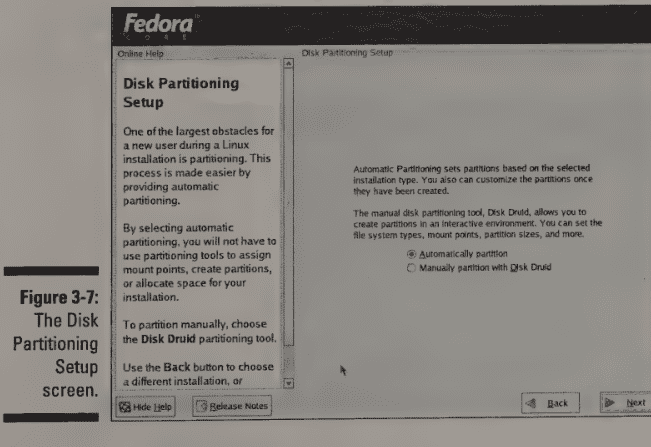 Fedora
CORE
Online Help
Disk Partitioning Setup
Disk Partitioning
Setup
One of the largest obstacles for
a new user during a Linux
installation is partitioning. This
process is made easier by
providing automatic
partitioning.
By selecting automatic
partitioning, you will not have to
use partitioning tools to assign
mount points, create partitions,
or allocate space for your
installation.
To partition manually, choose
the Disk Druid partitioning tool.
Use the Back button to choose
a different installation, or
Automatic Partitioning sets partitions based on the selected
installation type. You also can customize the partitions once
they have been created.
The manual disk partitioning tool, Disk Druid, allows you to
create partitions in an interactive environment. You can set the
file system types, mount points, partition sizes, and more.
Automatically partition
Manually partition with Disk Druid
Hide Help
Release Notes
Back
Next
Figure 3-7:
The Disk
Partitioning
Setup
screen.